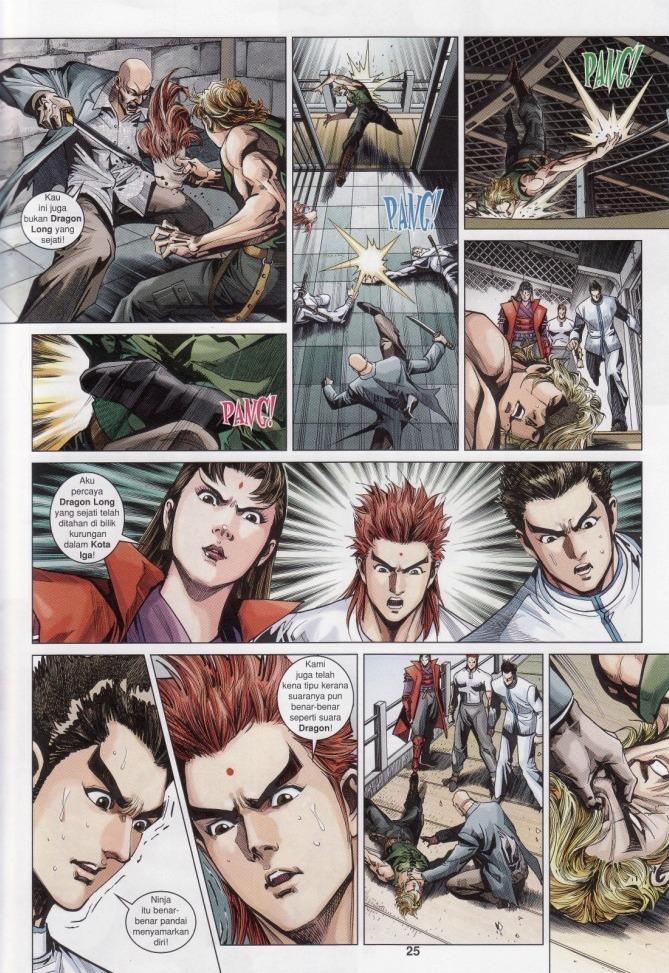 Kau
ini juga
bukan Dragon
Long yang
sejati!
PANG!
PANG!
PANG!
Aku
percaya
Dragon Long
yang sejati telah
ditahan di bilik
kurungan
dalam Kota
Iga!
Kami
juga telah
kena tipu kerana
suaranya pun
benar-benar
seperti suara
Dragon!
Ninja
itu benar-
benar pandai
menyamarkan
diri!
25